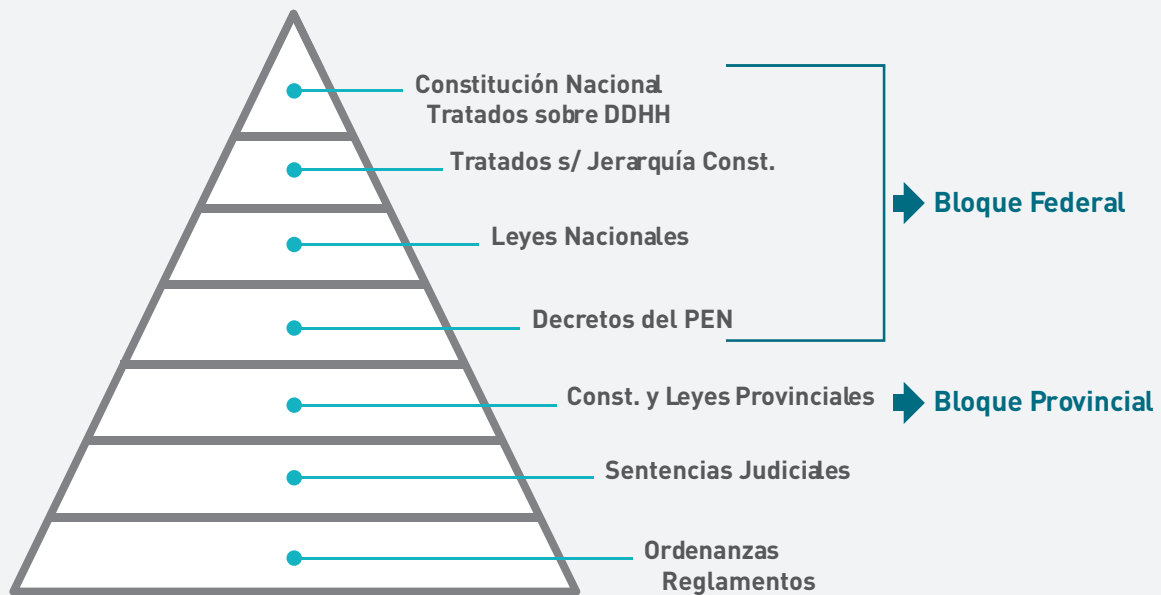 Constitución Nacional
Tratados sobre DDHH
Tratados s/ Jerarquía Const.
Bloque Federal
Leyes Nacionales
Decretos del PEN
Const. y Leyes Provinciales
Bloque Provincial
Sentencias Judiciales
Ordenanzas
Reglamentos